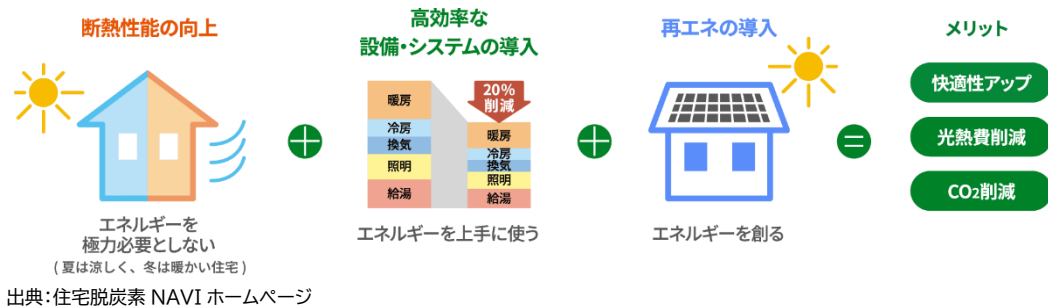 断熱性能の向上
エネルギーを
極力必要としない
(夏は涼しく、冬は暖かい住宅)
高効率な
設備・システムの導入
暖房
冷房
換気
照明
給湯
20%
削減
暖房
冷房
換気
照明
給湯
エネルギーを上手に使う
再エネの導入
エネルギーを創る
メリット
快適性アップ
光熱費削減
CO2削減
出典:住宅脱炭素 NAVI ホームページ